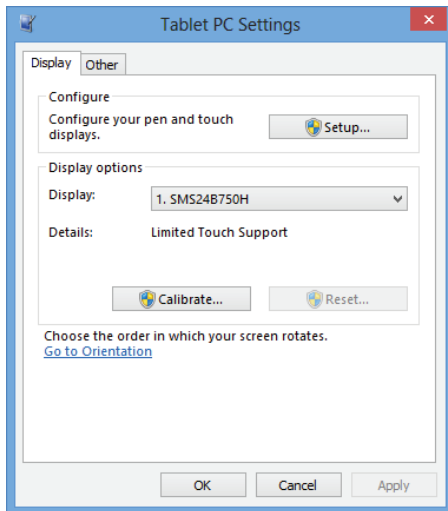 Tablet PC Settings
Display
Other
Configure
Configure your pen and touch
displays.
Setup...
Display options
Display:
1. SMS24B750H
Details:
Limited Touch Support
Calibrate...
Reset...
Choose the order in which your screen rotates.
Go to Orientation
OK
Cancel
Apply